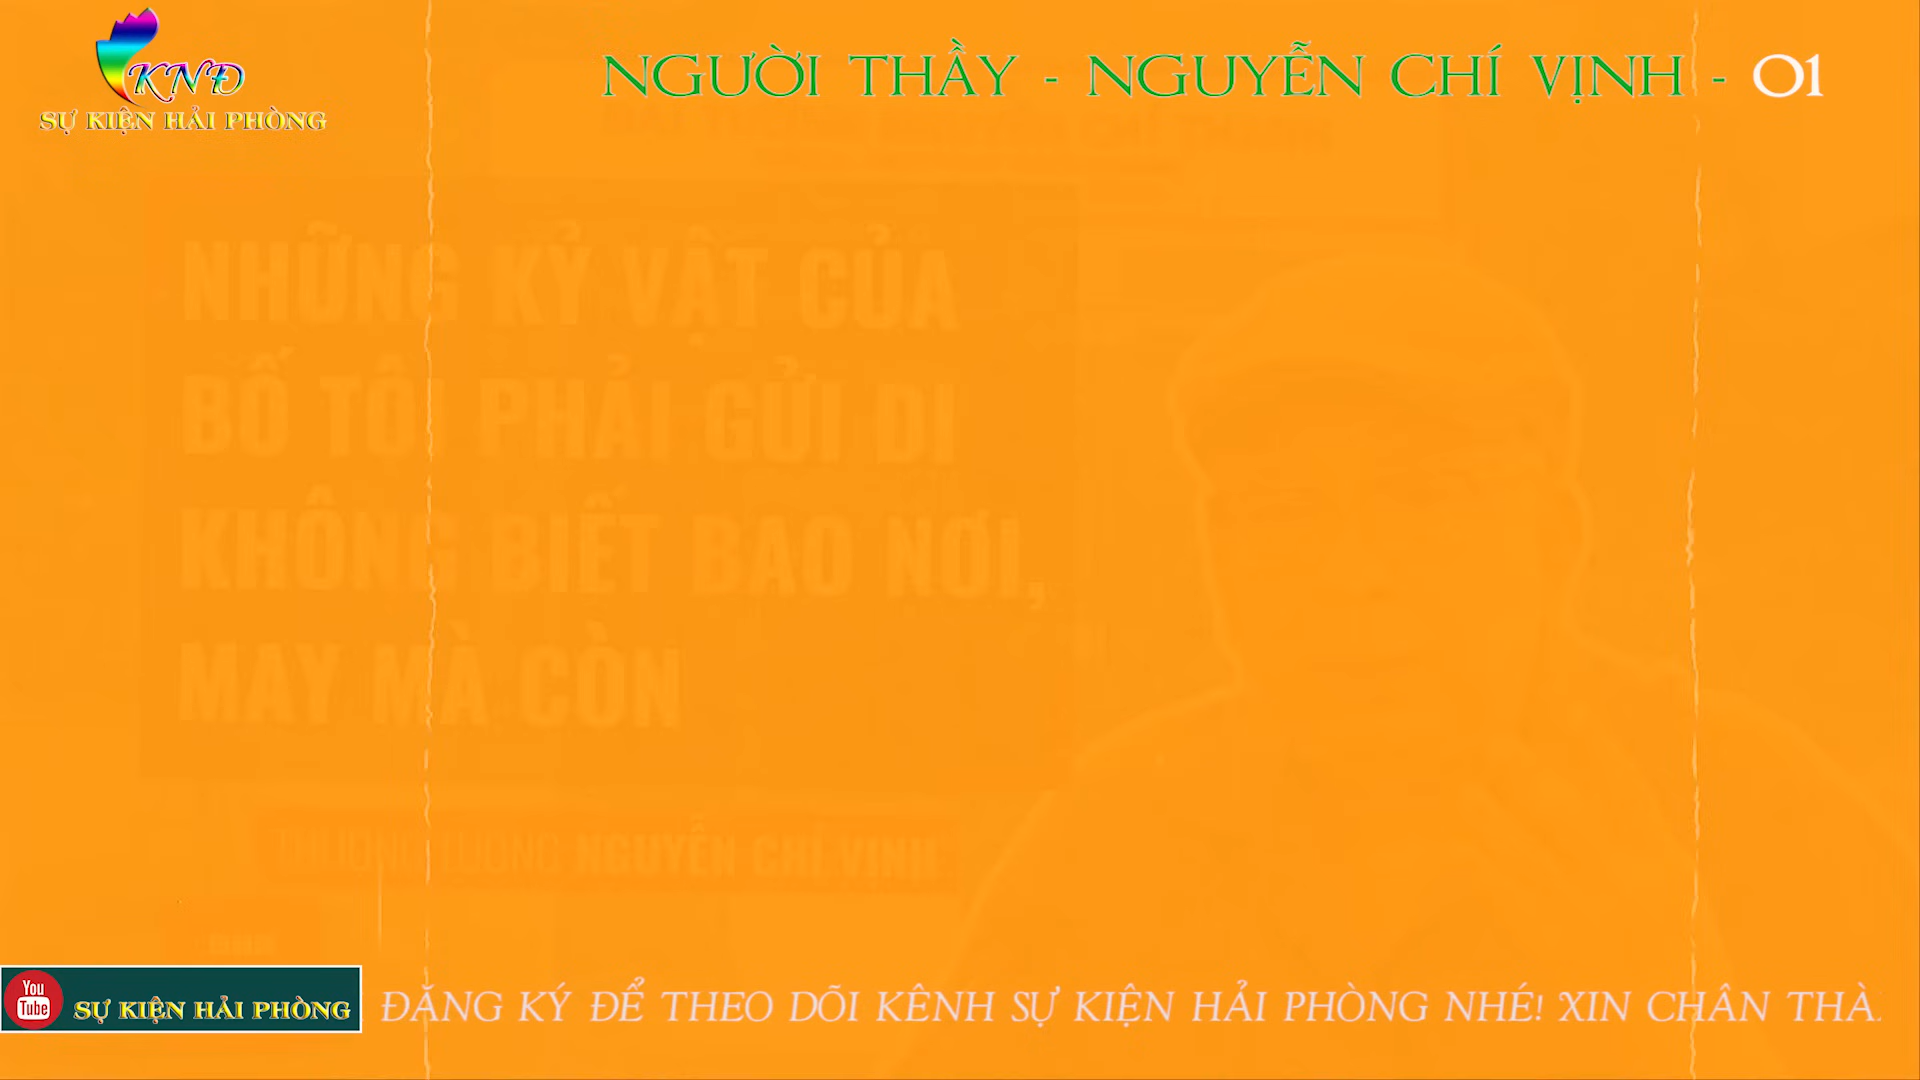 KNĐ
SỰ KIỆN HẢI PHÒNG
NGƯỜI THẦY - NGUYỄN CHÍ VỊNH - 01
NHỮNG KỶ VẬT CỦA
BỐ TÔI PHẢI GỬI ĐI
KHÔNG BIẾT BAO NƠI,
MAY MÀ CÒN
THƯỢNG TƯỚNG NGUYỄN CHÍ VỊNH
You
Tube
SỰ KIỆN HẢI PHÒNG
ĐĂNG KÝ ĐỂ THEO DÕI KÊNH SỰ KIỆN HẢI PHÒNG NHÉ! XIN CHÂN THÀ